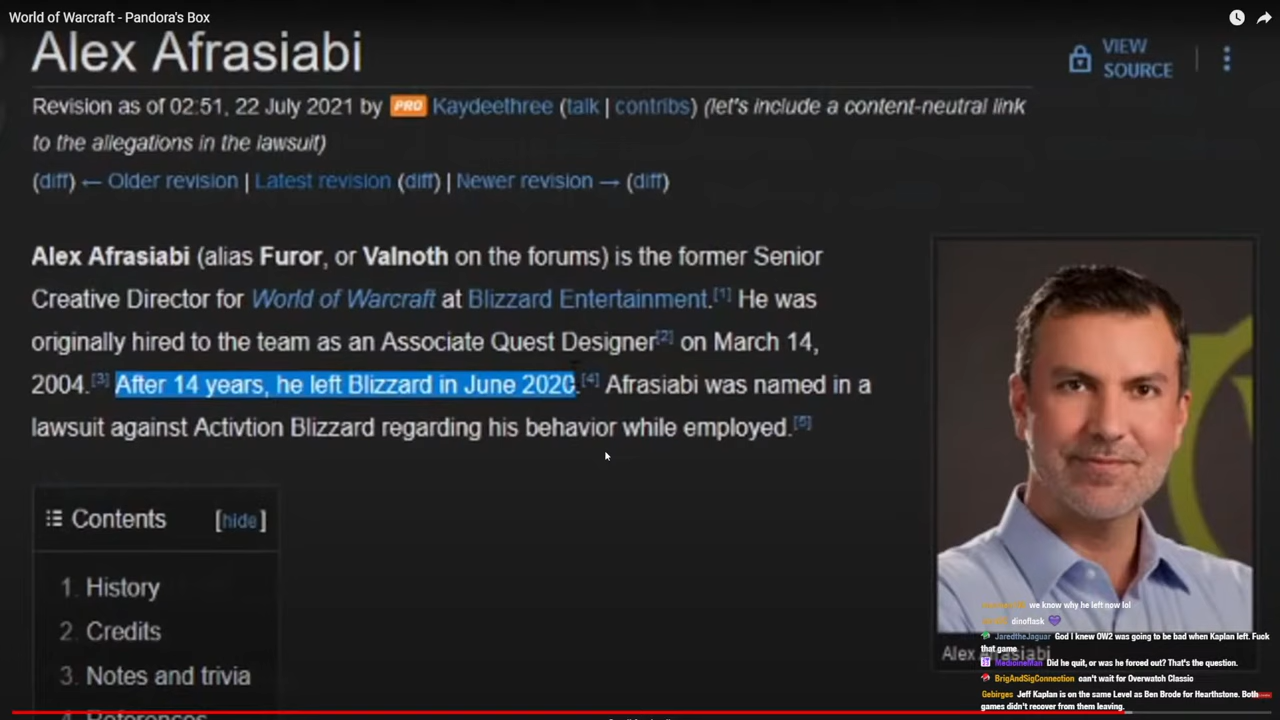 World of Warcraft - Pandora's Box
Alex Afrasiabi
VIEW
SOURCE
Revision as of 02:51, 22 July 2021 by PRO Kaydeethree (talk | contribs) (let's include a content-neutral link
to the allegations in the lawsuit)
(diff) ← Older revision | Latest revision (diff) | Newer revision → (diff)
Alex Afrasiabi (alias Furor, or Valnoth on the forums) is the former Senior
Creative Director for World of Warcraft at Blizzard Entertainment.[1] He was
originally hired to the team as an Associate Quest Designer[2] on March 14,
2004.[3] After 14 years, he left Blizzard in June 2020.[4] Afrasiabi was named in a
lawsuit against Activtion Blizzard regarding his behavior while employed.[5]
Contents [hide]
1. History
2. Credits
3. Notes and trivia
4. References
Alex Afrasiabi
we know why he left now lol
dinoflask
JaredtheJaguar God I knew OW2 was going to be bad when Kaplan left. Fuck
that game.
MedicineMan Did he quit, or was he forced out? That's the question.
BrigAndSigConnection can't wait for Overwatch Classic
Gebirges Jeff Kaplan is on the same Level as Ben Brode for Hearthstone. Both
games didn't recover from them leaving.